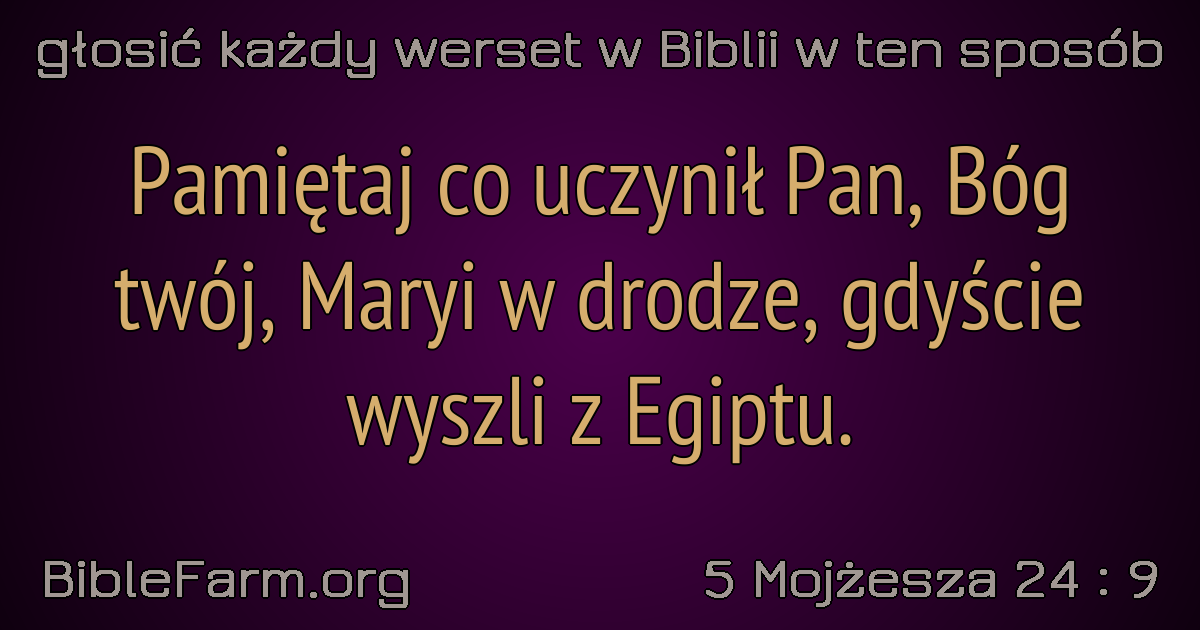 głosić każdy werset w Biblii w ten sposób
Pamiętaj co uczynił Pan, Bóg
twój, Maryi w drodze, gdyście
wyszli z Egiptu.
BibleFarm.org
5 Mojżesza 24 : 9